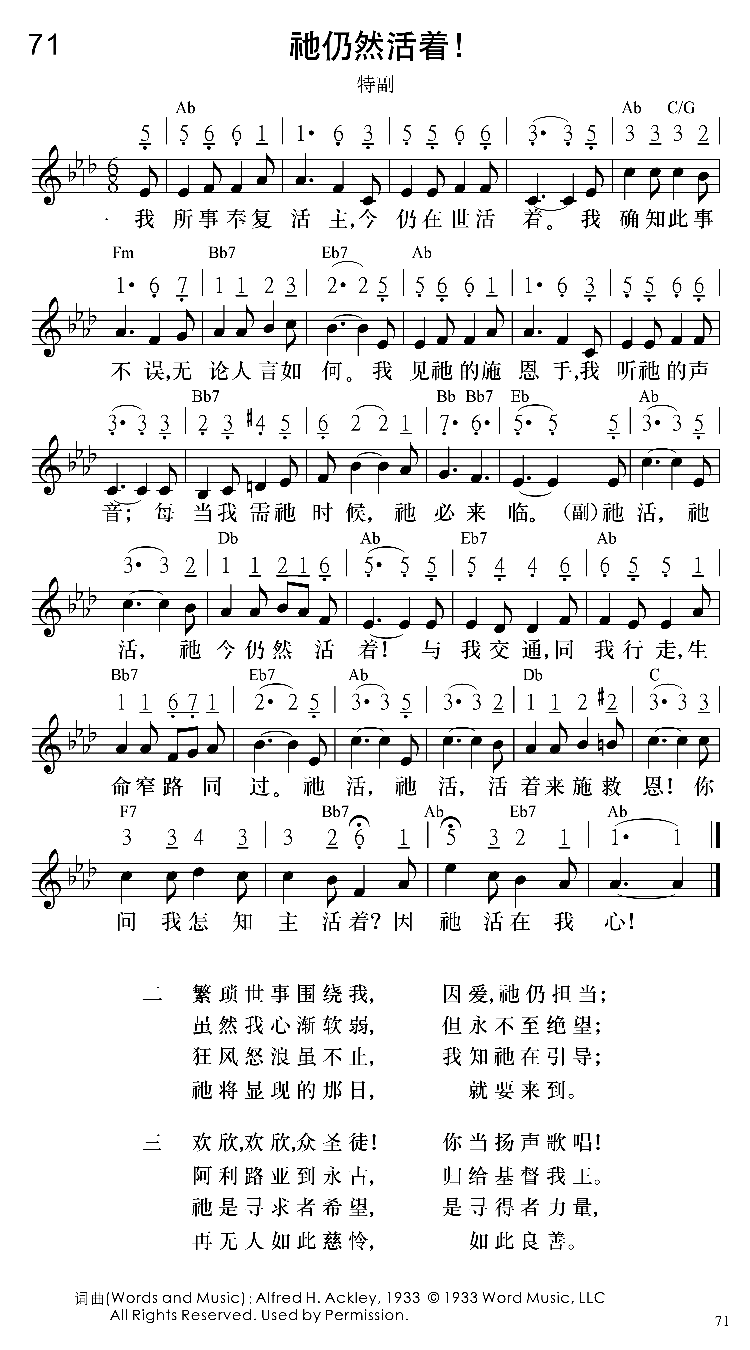 71
祂仍然活着!
特副
Ab Ab C/G
5 5 6 6 1 | 1· 6 3 | 5 5 6 6 | 3· 3 5 | 3 3 3 2
6
8
· 我 所事奉复 活 主,今 仍在世活 着。 我 确知此事
Fm Bb7 Eb7 Ab
1· 6 7 | 1 1 2 3 | 2· 2 5 | 5 6 6 1 | 1· 6 3 | 5 5 6 6
不 误,无 论人言如 何。 我 见祂的施 恩 手,我 听祂的声
Bb7 Bb Bb7 Eb Ab
3· 3 3 | 2 3 #4 5 | 6 2 2 1 | 7· 6· | 5· 5 5 | 3· 3 5
音; 每 当我需祂 时 候, 祂 必 来 临。 (副)祂 活, 祂
Db Ab Eb7 Ab
3· 3 2 | 1 1 2 1 6 | 5· 5 5 | 5 4 4 6 | 6 5 5 1
活, 祂 今仍然 活 着! 与 我交通,同 我行走,生
Bb7 Eb7 Ab Db C
1 1 6 7 1 | 2· 2 5 | 3· 3 5 | 3· 3 2 | 1 1 2 #2 | 3· 3 3
命窄路 同 过。 祂 活, 祂 活, 活 着来施救 恩! 你
F7 Bb7 Ab Eb7 Ab
3 3 4 3 | 3 2 6 1 | 5 3 2 1 | 1· 1
问 我怎 知 主 活着?因 祂 活在 我 心!
二 繁琐世事围绕我, 因爱,祂仍担当;
虽然我心渐软弱, 但永不至绝望;
狂风怒浪虽不止, 我知祂在引导;
祂将显现的那日, 就要来到。
三 欢欣,欢欣,众圣徒! 你当扬声歌唱!
阿利路亚到永古, 归给基督我王。
祂是寻求者希望, 是寻得者力量,
再无人如此慈怜, 如此良善。
词曲(Words and Music): Alfred H. Ackley, 1933 © 1933 Word Music, LLC
All Rights Reserved. Used by Permission.
71